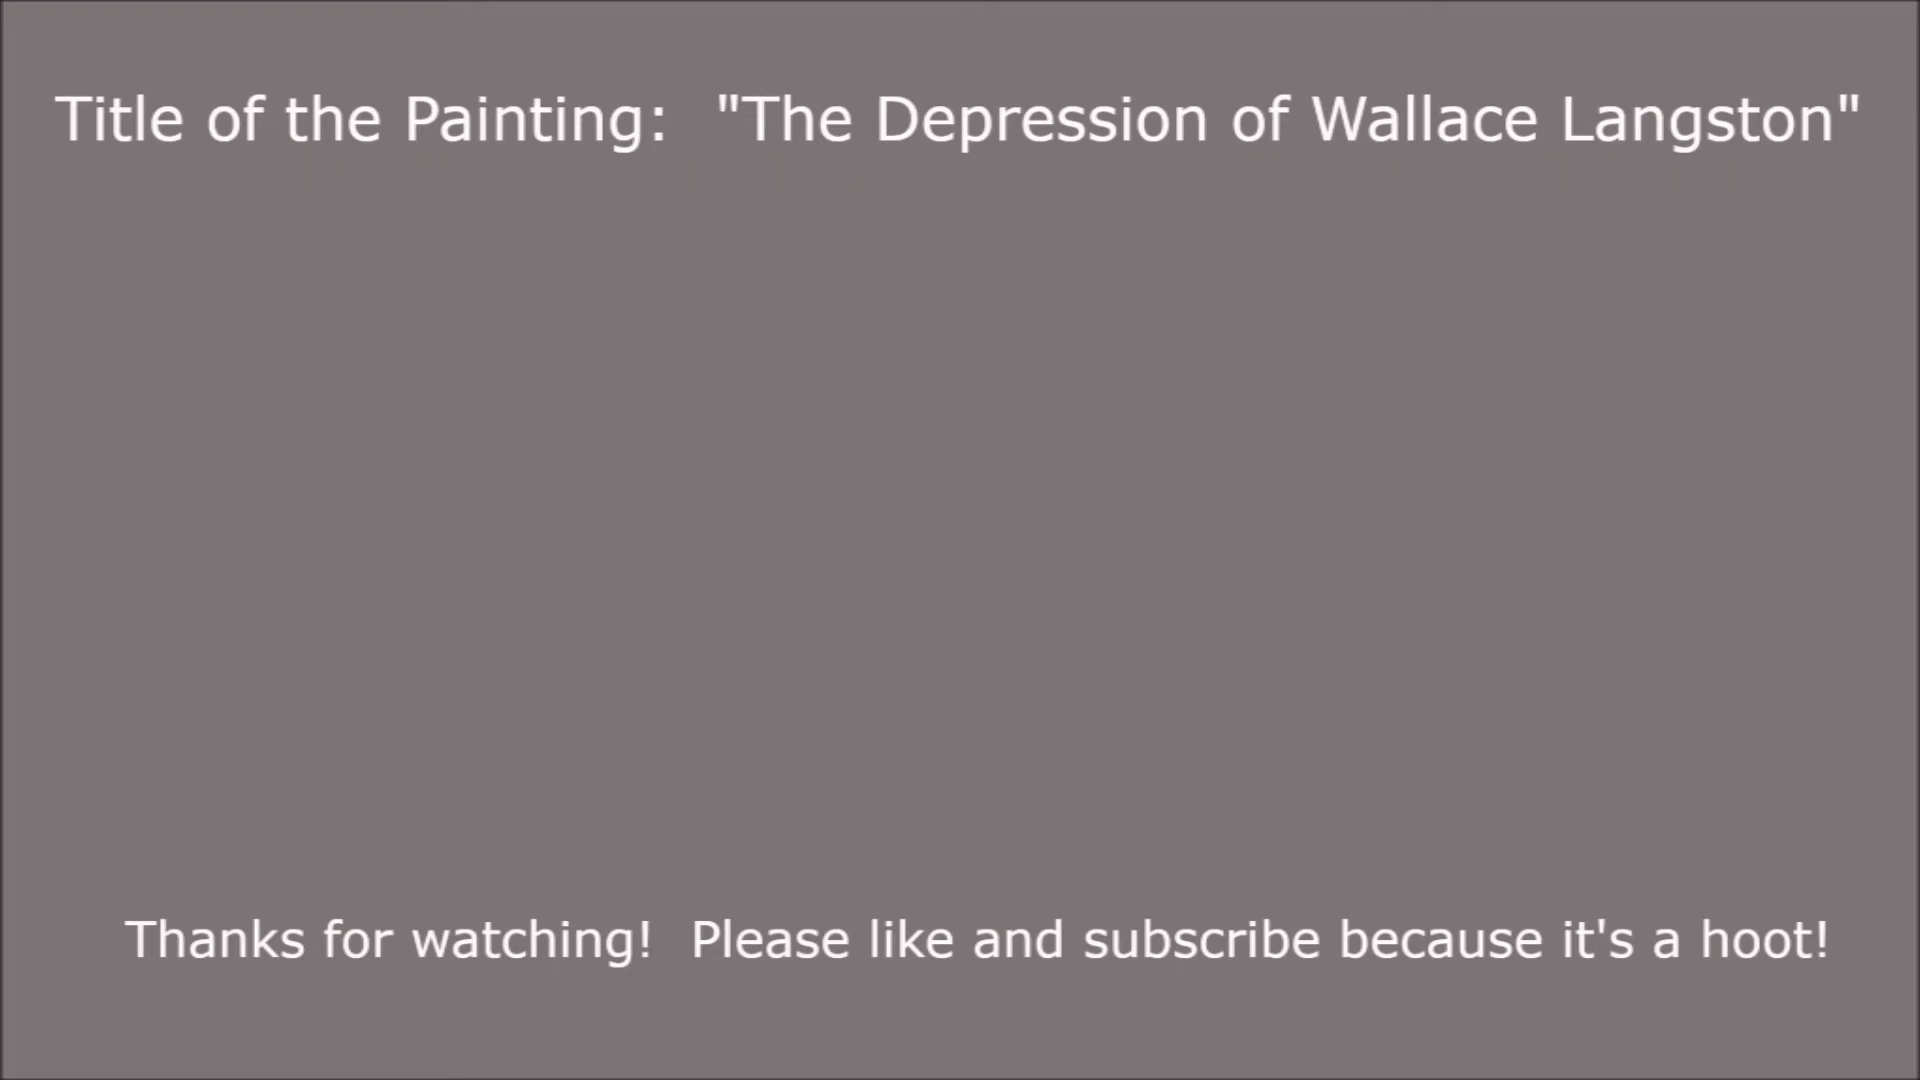 Title of the Painting:  "The Depression of Wallace Langston"
Thanks for watching!  Please like and subscribe because it's a hoot!